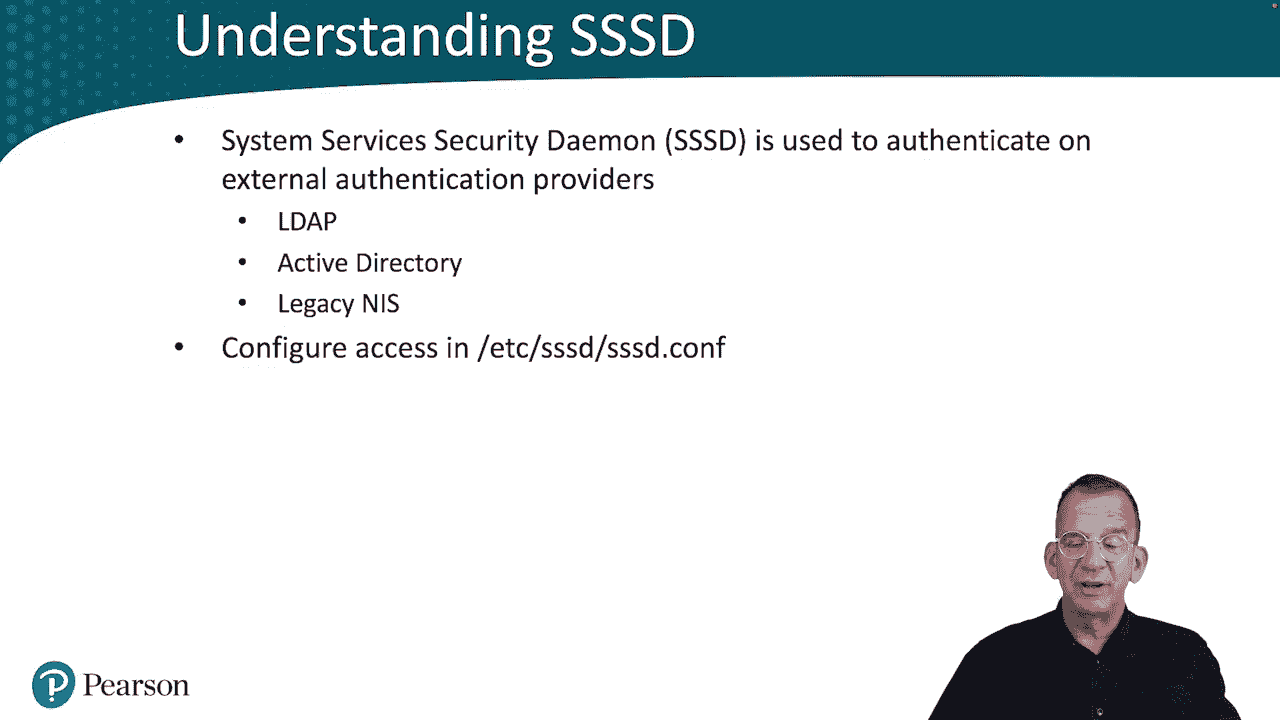 Understanding SSSD
• System Services Security Daemon (SSSD) is used to authenticate on
external authentication providers
• LDAP
• Active Directory
• Legacy NIS
• Configure access in /etc/sssd/sssd.conf
Pearson